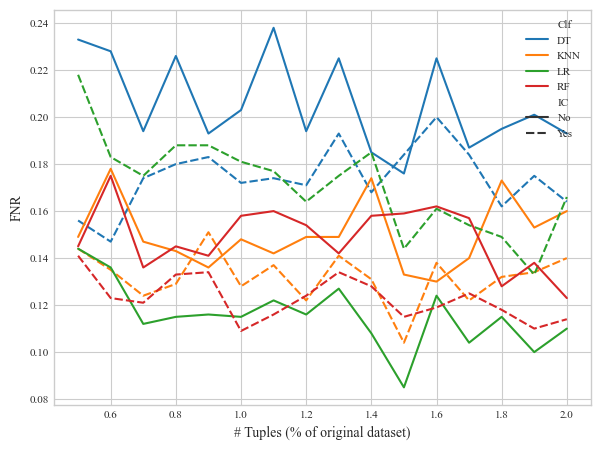 0.24
0.22
0.20
0.18
0.16
0.14
0.12
0.10
0.08
FNR
0.6 0.8 1.0 1.2 1.4 1.6 1.8 2.0
# Tuples (% of original dataset)
Clf
DT
KNN
LR
RF
IC
No
Yes